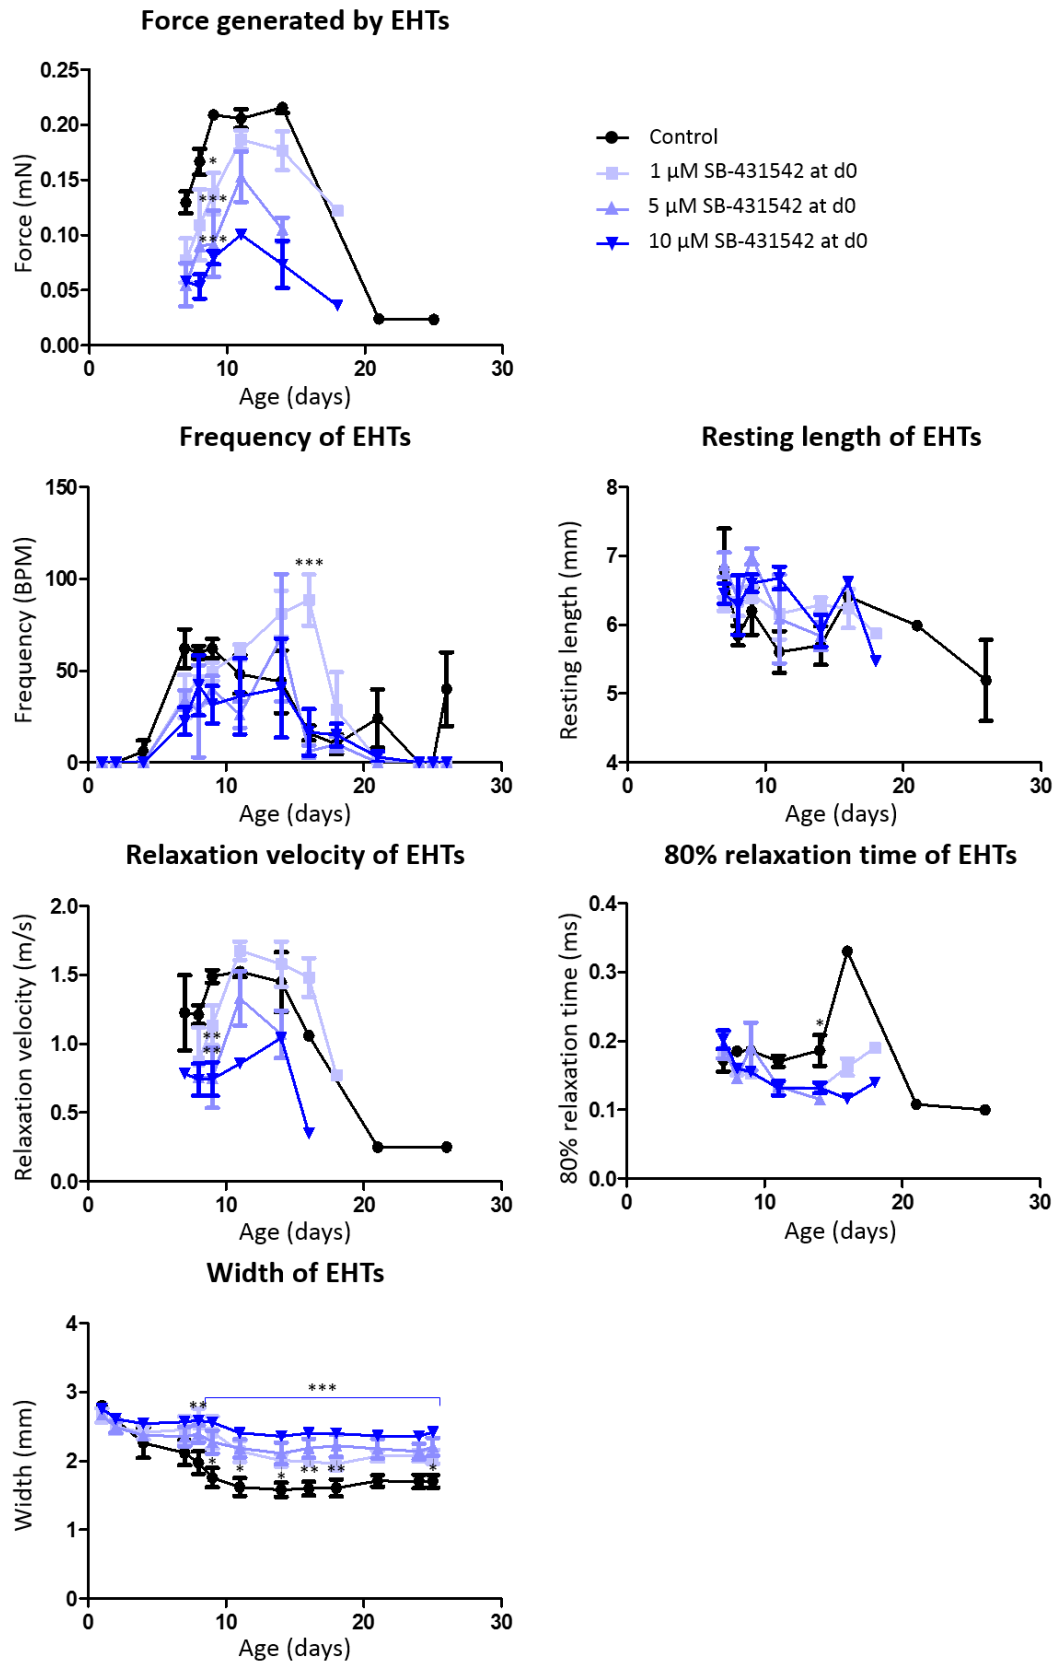 Force generated by EHTs
0.25
0.20
0.15
0.10
0.05
0.00
Force (mN)
*
***
***
0
10
20
30
Age (days)
Control
1 µM SB-431542 at d0
5 µM SB-431542 at d0
10 µM SB-431542 at d0
Frequency of EHTs
150
100
50
0
Frequency (BPM)
***
0
10
20
30
Age (days)
Resting length of EHTs
8
7
6
5
4
Resting length (mm)
0
10
20
30
Age (days)
Relaxation velocity of EHTs
2.0
1.5
1.0
0.5
0.0
Relaxation velocity (m/s)
**
**
0
10
20
30
Age (days)
80% relaxation time of EHTs
0.4
0.3
0.2
0.1
0.0
80% relaxation time (ms)
*
0
10
20
30
Age (days)
Width of EHTs
4
3
2
1
0
Width (mm)
***
**
* * * ** ** *
0
10
20
30
Age (days)